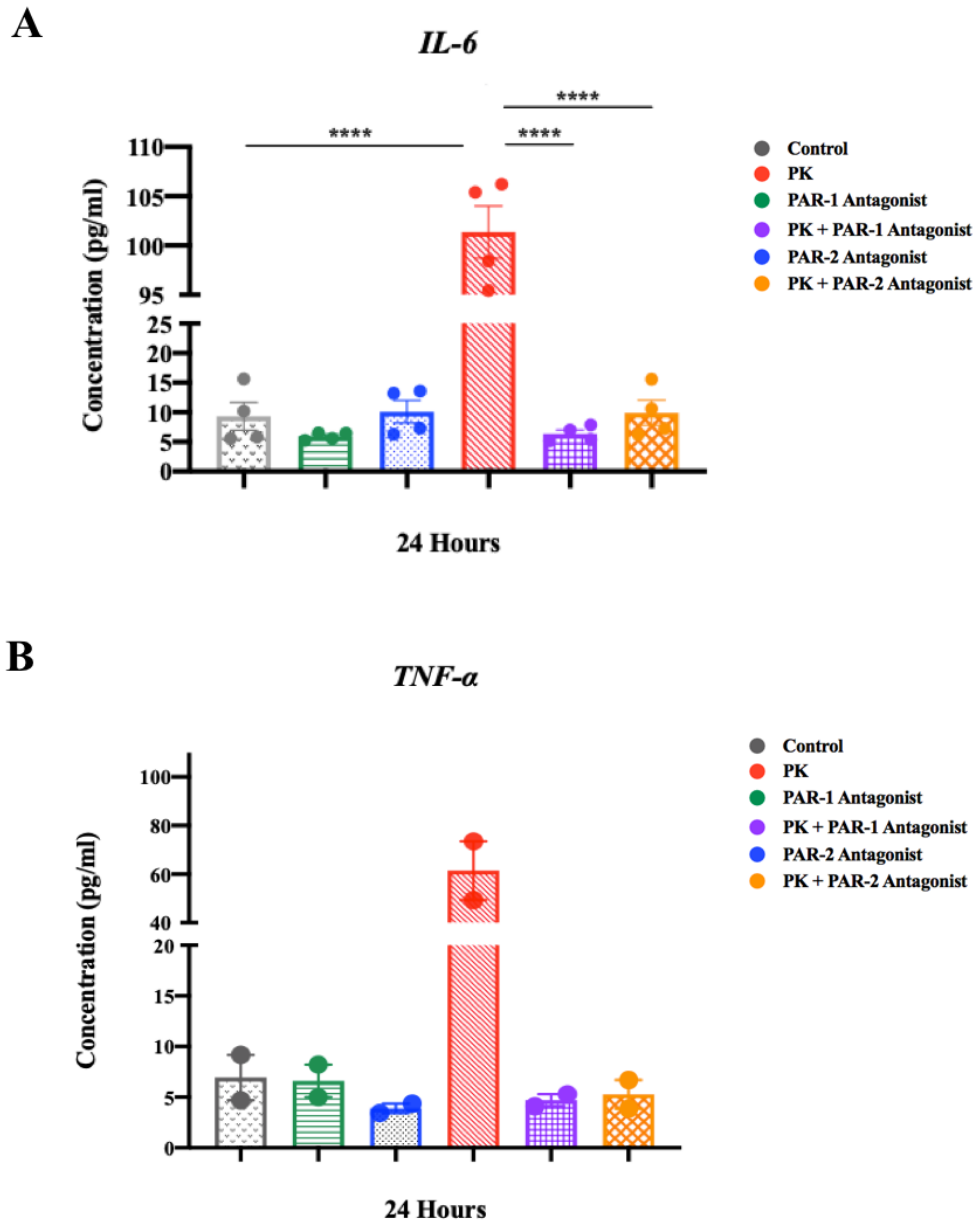 A
IL-6
****
****
****
110
105
100
95
25
20
15
10
5
0
Concentration (pg/ml)
24 Hours
Control
PK
PAR-1 Antagonist
PK + PAR-1 Antagonist
PAR-2 Antagonist
PK + PAR-2 Antagonist
B
TNF-α
100
80
60
40
20
15
10
5
0
Concentration (pg/ml)
24 Hours
Control
PK
PAR-1 Antagonist
PK + PAR-1 Antagonist
PAR-2 Antagonist
PK + PAR-2 Antagonist